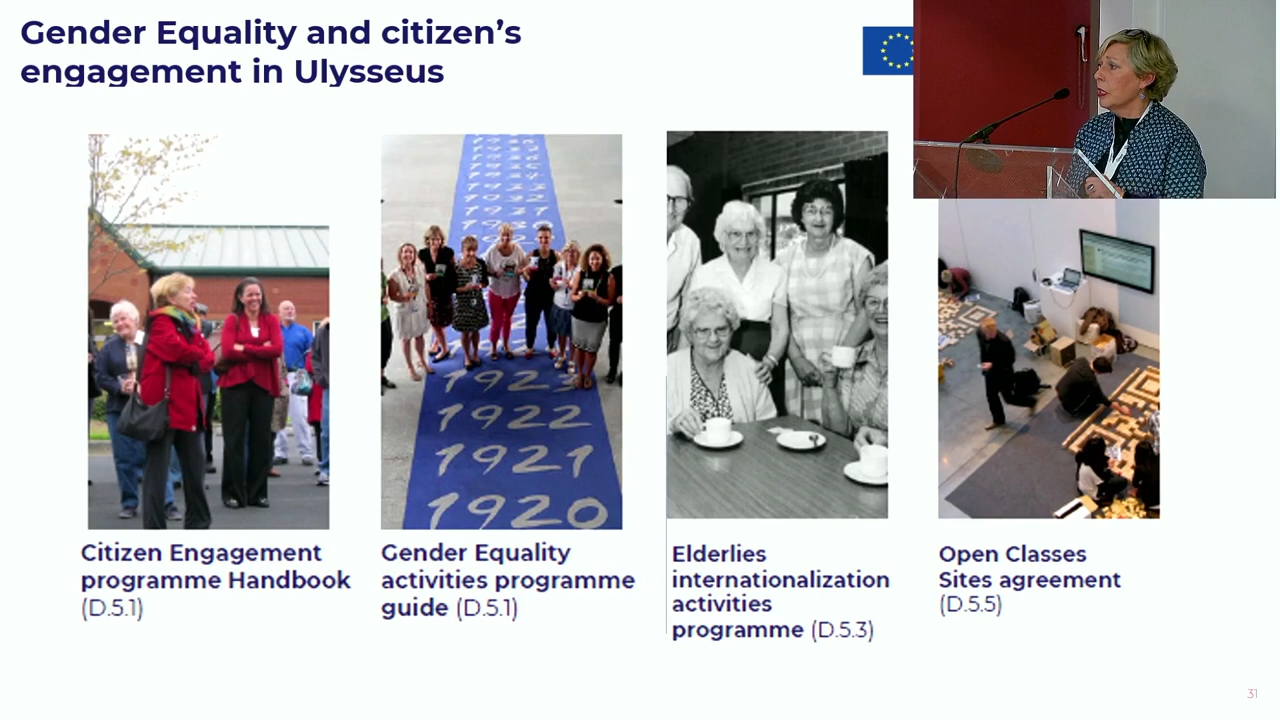 Gender Equality and citizen’s
engagement in Ulysseus
1923
1922
1921
1920
Citizen Engagement
programme Handbook
(D.5.1)
Gender Equality
activities programme
guide (D.5.1)
Elderlies
internationalization
activities
programme (D.5.3)
Open Classes
Sites agreement
(D.5.5)
31